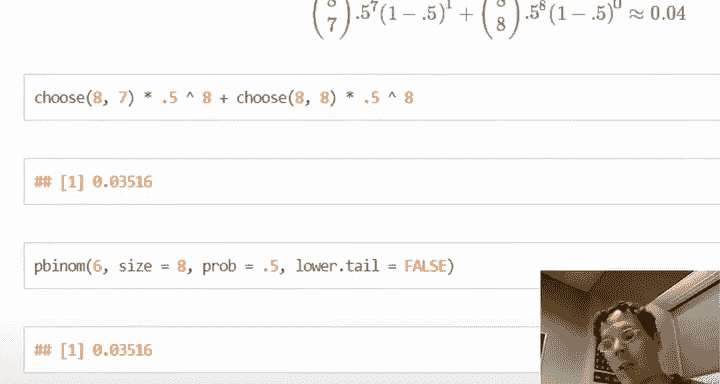 (8 7) .5^7(1 − .5)^1 + (8 8) .5^8(1 − .5)^0 ≈ 0.04
choose(8, 7) * .5 ^ 8 + choose(8, 8) * .5 ^ 8
## [1] 0.03516
pbinom(6, size = 8, prob = .5, lower.tail = FALSE)
## [1] 0.03516